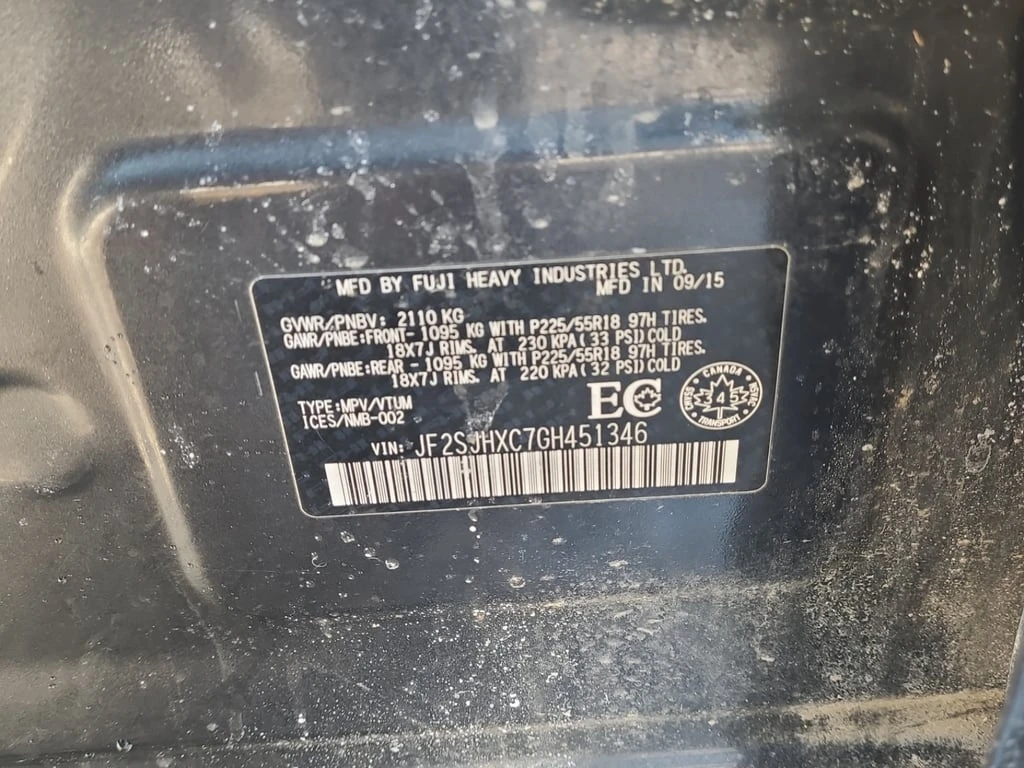 MFD BY FUJI HEAVY INDUSTRIES LTD.
MFD IN 09/15
GVWR/PNBV: 2110 KG
GAWR/PNBE:FRONT-1095 KG WITH P225/55R18 97H TIRES.
18X7J RIMS. AT 230 KPA(33 PSI)COLD
GAWR/PNBE:REAR -1095 KG WITH P225/55R18 97H TIRES.
18X7J RIMS. AT 220 KPA(32 PSI)COLD
TYPE:MPV/VTUM
ICES/NMB-002
EC
CANADA
345
TRANSPORT
VIN: JF2SJHXC7GH451346